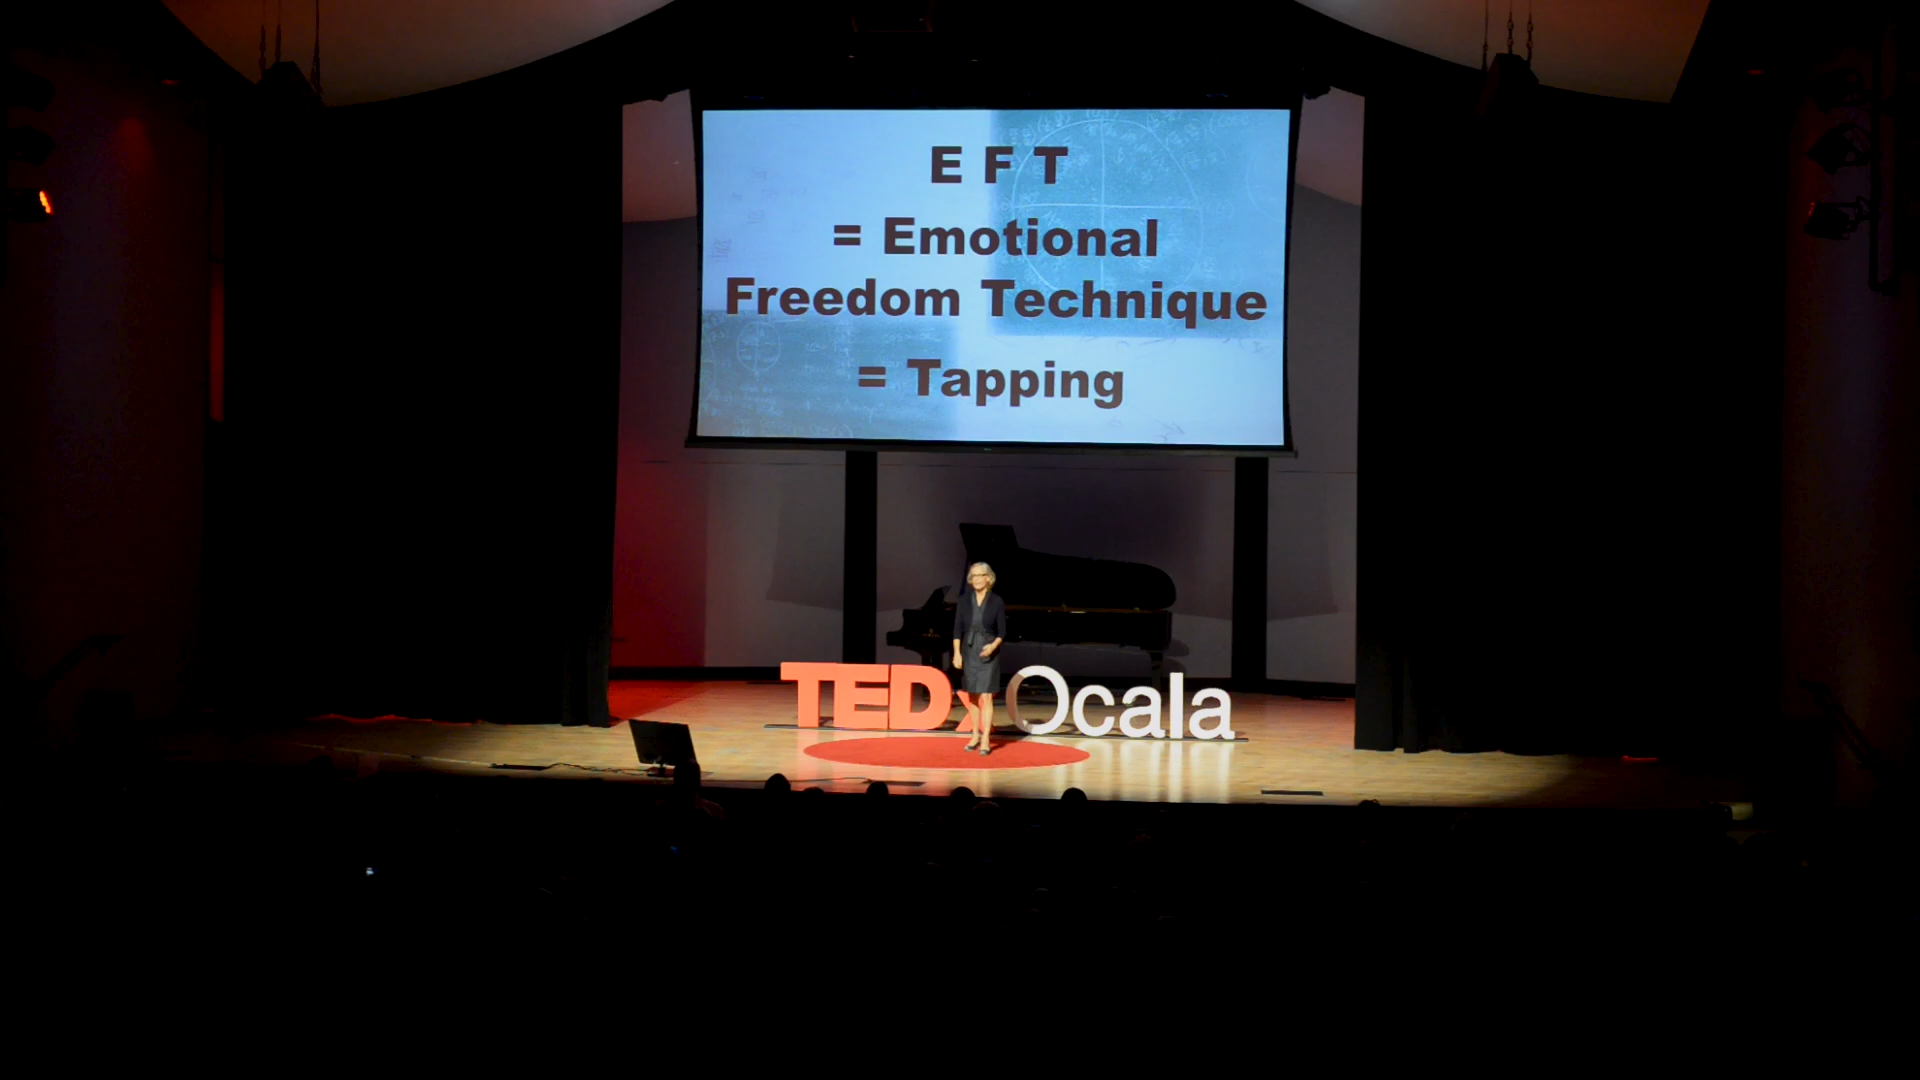 E F T
= Emotional
Freedom Technique
= Tapping
TEDxOcala